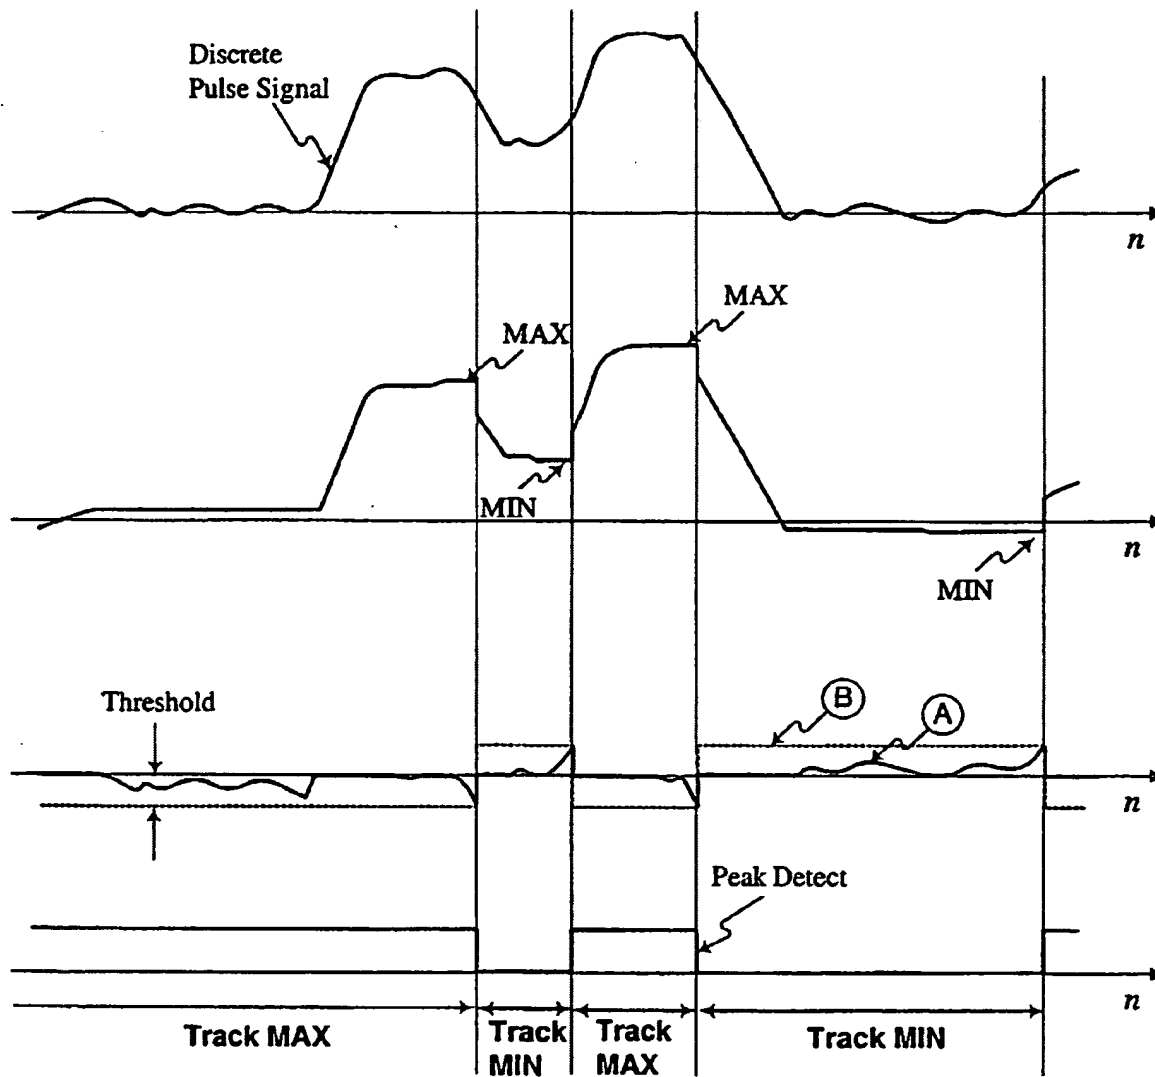 Discrete
Pulse Signal
n
MAX
MAX
MIN
n
MIN
Threshold
B
A
n
Peak Detect
n
Track MAX
Track
MIN
Track
MAX
Track MIN